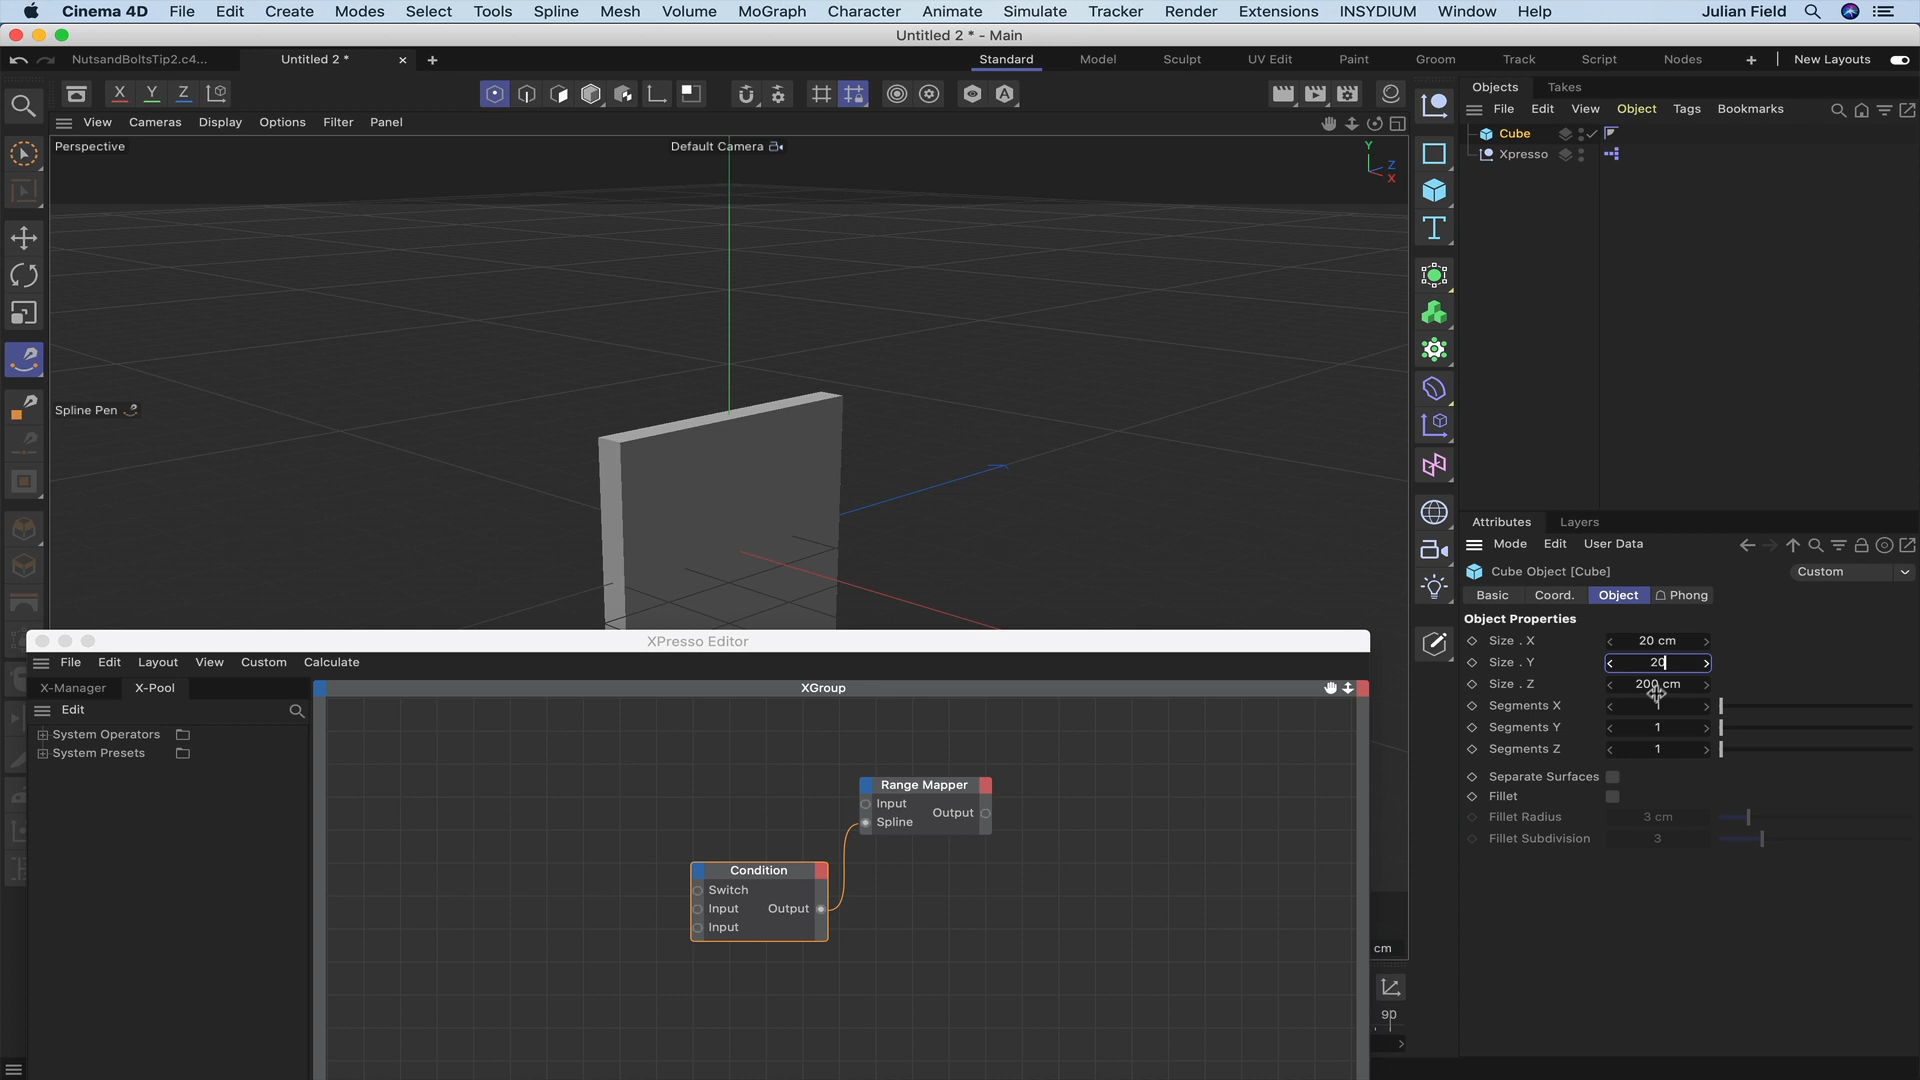 Cinema 4D File Edit Create Modes Select Tools Spline Mesh Volume MoGraph Character Animate Simulate Tracker Render Extensions INSYDIUM Window Help Julian Field
Untitled 2 * - Main
NutsandBoltsTip2.c4... Untitled 2 * Standard Model Sculpt UV Edit Paint Groom Track Script Nodes New Layouts
X Y Z
View Cameras Display Options Filter Panel
Perspective Default Camera
Y
Z
X
Spline Pen
Objects Takes
File Edit View Object Tags Bookmarks
Cube
Xpresso
Attributes Layers
Mode Edit User Data
Cube Object [Cube] Custom
Basic Coord. Object Phong
Object Properties
Size . X 20 cm
Size . Y 20
Size . Z 200 cm
Segments X 1
Segments Y 1
Segments Z 1
Separate Surfaces
Fillet
Fillet Radius 3 cm
Fillet Subdivision 3
XPresso Editor
File Edit Layout View Custom Calculate
X-Manager X-Pool XGroup
Edit
System Operators
System Presets
Range Mapper
Input
Output
Spline
Condition
Switch
Input Output
Input
cm
90